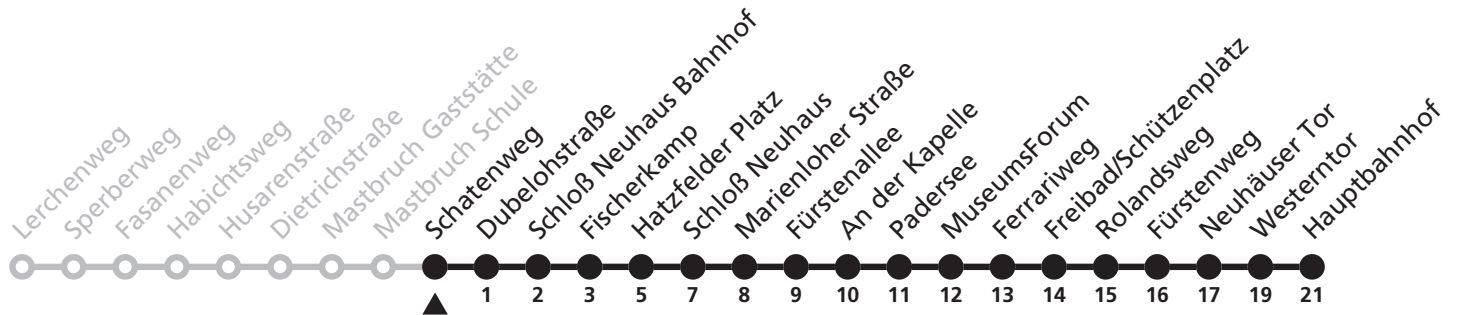 Lerchenweg
Sperberweg
Fasanenweg
Habichtsweg
Husarenstraße
Dietrichstraße
Mastbruch Gaststätte
Mastbruch Schule
Schatenweg
Dubelohstraße
Schloß Neuhaus Bahnhof
Fischerkamp
Hatzfelder Platz
Schloß Neuhaus
Marienloher Straße
Fürstenallee
An der Kapelle
Padersee
MuseumsForum
Ferrariweg
Freibad/Schützenplatz
Rolandsweg
Fürstenweg
Neuhäuser Tor
Westerntor
Hauptbahnhof
1 2 3 5 7 8 9 10 11 12 13 14 15 16 17 19 21